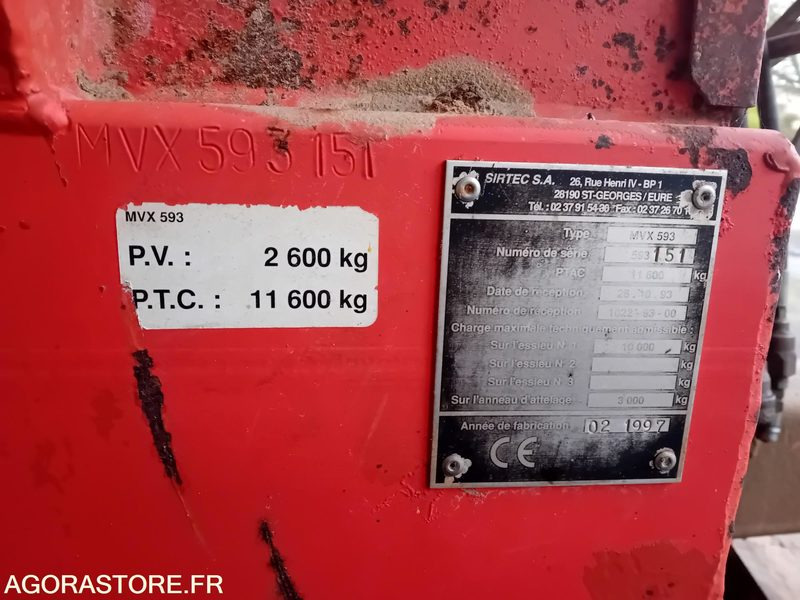 MVX 593 151
MVX 593
P.V. : 2 600 kg
P.T.C. : 11 600 kg
SIRTEC S.A. 26, Rue Henri IV - BP 1
28190 ST-GEORGES / EURE
Tél. : 02 37 91 54 30 Fax : 02 37 26 70
Type MVX 593
Numéro de série 593 151
PTAC 11 600 kg
Date de réception 26.10.93
Numéro de réception
Charge maximale techniquement admissible :
Sur l'essieu N° 1 10 000 kg
Sur l'essieu N° 2 kg
Sur l'essieu N° 3 kg
Sur l'anneau d'attelage 3 000 kg
Année de fabrication 02 1997
CE
AGORASTORE.FR